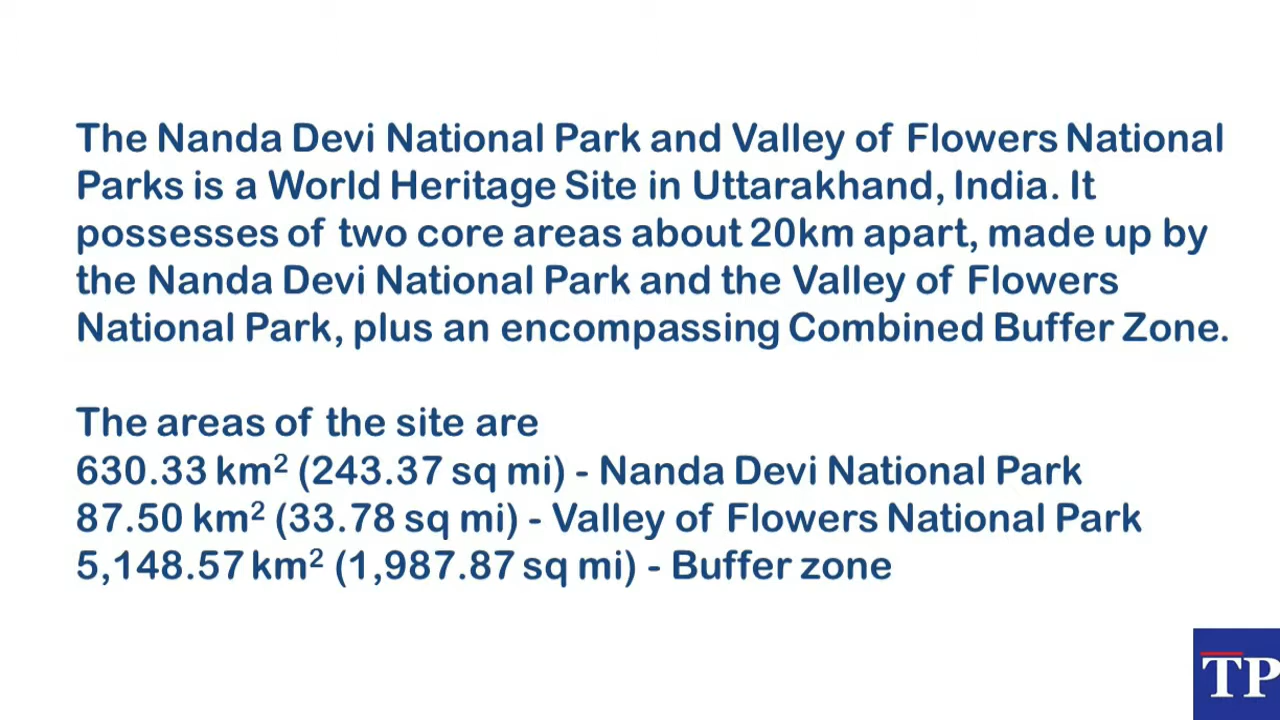 The Nanda Devi National Park and Valley of Flowers National
Parks is a World Heritage Site in Uttarakhand, India. It
possesses of two core areas about 20km apart, made up by
the Nanda Devi National Park and the Valley of Flowers
National Park, plus an encompassing Combined Buffer Zone.
The areas of the site are
630.33 km² (243.37 sq mi) - Nanda Devi National Park
87.50 km² (33.78 sq mi) - Valley of Flowers National Park
5,148.57 km² (1,987.87 sq mi) - Buffer zone
TP